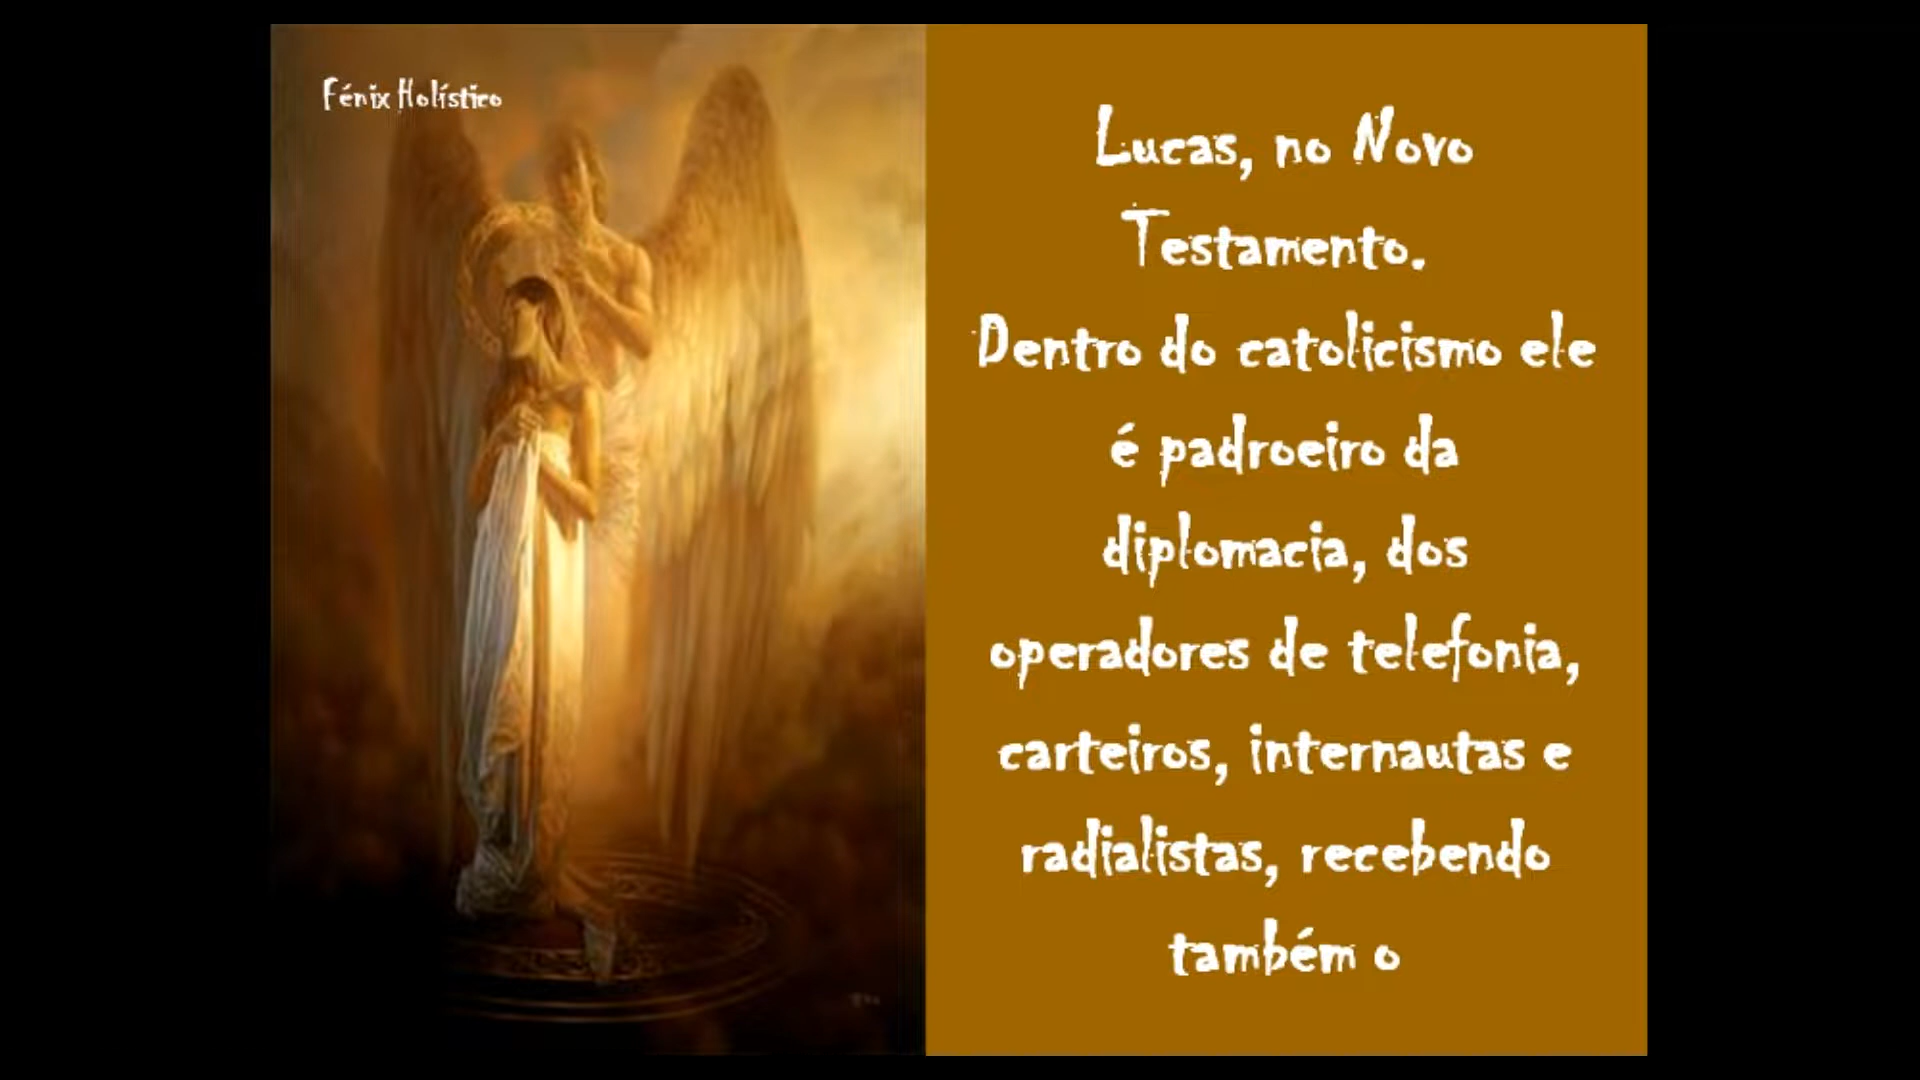 Fénix Holístico
Lucas, no Novo
Testamento.
Dentro do catolicismo ele
é padroeiro da
diplomacia, dos
operadores de telefonia,
carteiros, internautas e
radialistas, recebendo
também o